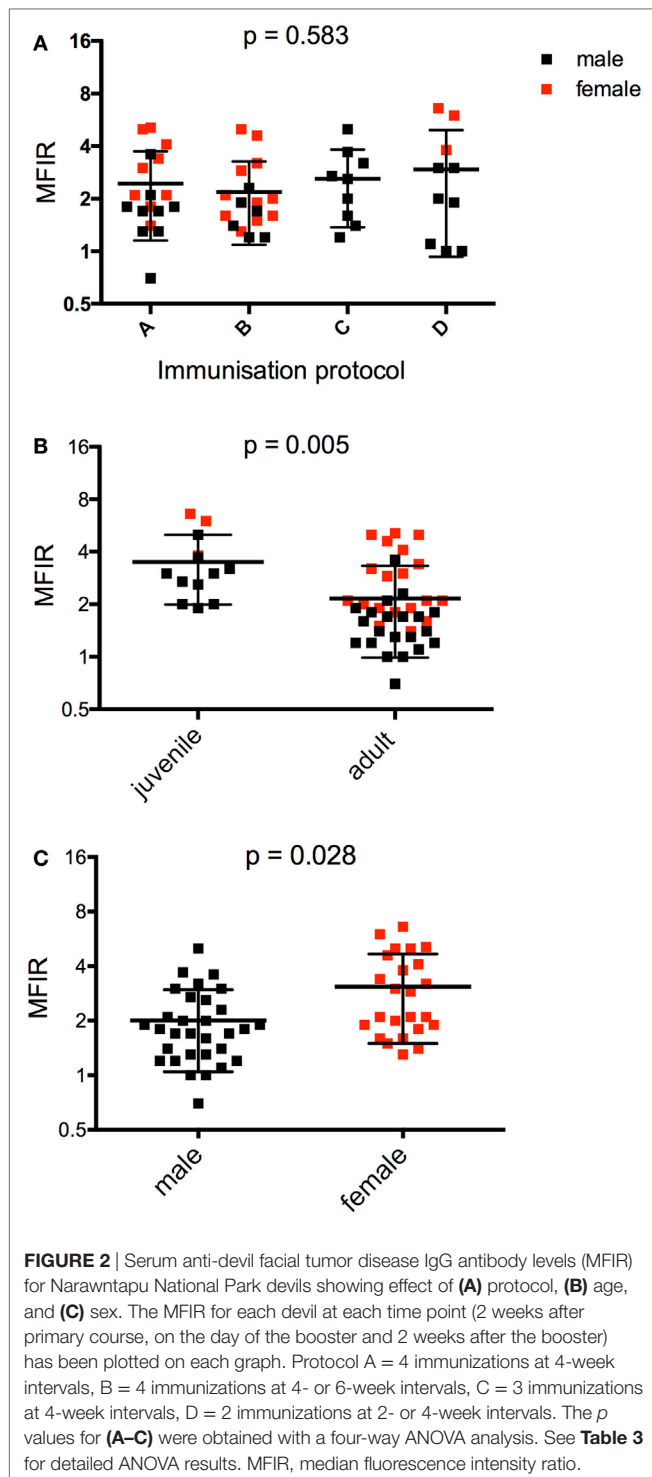 A
p = 0.583
male
female
16
8
4
2
1
0.5
MFIR
A
B
C
D
Immunisation protocol
B
p = 0.005
16
8
4
2
1
0.5
MFIR
juvenile
adult
C
p = 0.028
16
8
4
2
1
0.5
MFIR
male
female
FIGURE 2 | Serum anti-devil facial tumor disease IgG antibody levels (MFIR)
for Narawntapu National Park devils showing effect of (A) protocol, (B) age,
and (C) sex. The MFIR for each devil at each time point (2 weeks after
primary course, on the day of the booster and 2 weeks after the booster)
has been plotted on each graph. Protocol A = 4 immunizations at 4-week
intervals, B = 4 immunizations at 4- or 6-week intervals, C = 3 immunizations
at 4-week intervals, D = 2 immunizations at 2- or 4-week intervals. The p
values for (A–C) were obtained with a four-way ANOVA analysis. See Table 3
for detailed ANOVA results. MFIR, median fluorescence intensity ratio.